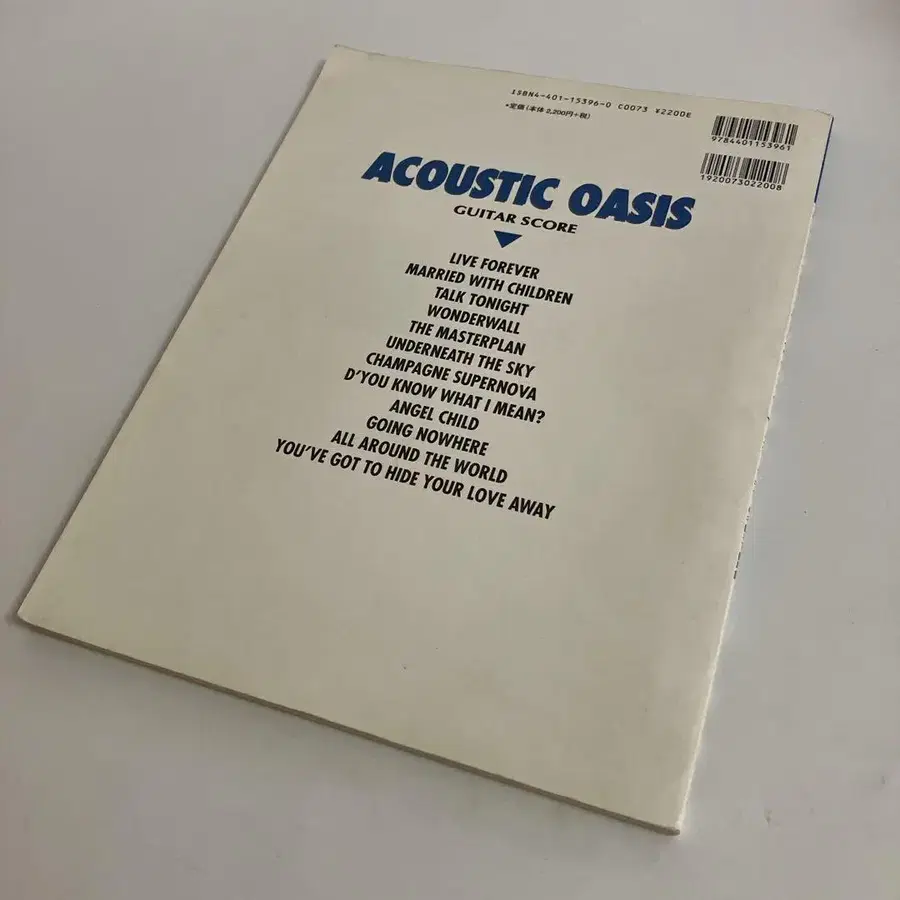 ISBN4-401-15396-0 C0073 ¥2200E
•定価(本体2,200円+税)
9784401153961
1920073022008
ACOUSTIC OASIS
GUITAR SCORE
LIVE FOREVER
MARRIED WITH CHILDREN
TALK TONIGHT
WONDERWALL
THE MASTERPLAN
UNDERNEATH THE SKY
CHAMPAGNE SUPERNOVA
D'YOU KNOW WHAT I MEAN?
ANGEL CHILD
GOING NOWHERE
ALL AROUND THE WORLD
YOU'VE GOT TO HIDE YOUR LOVE AWAY